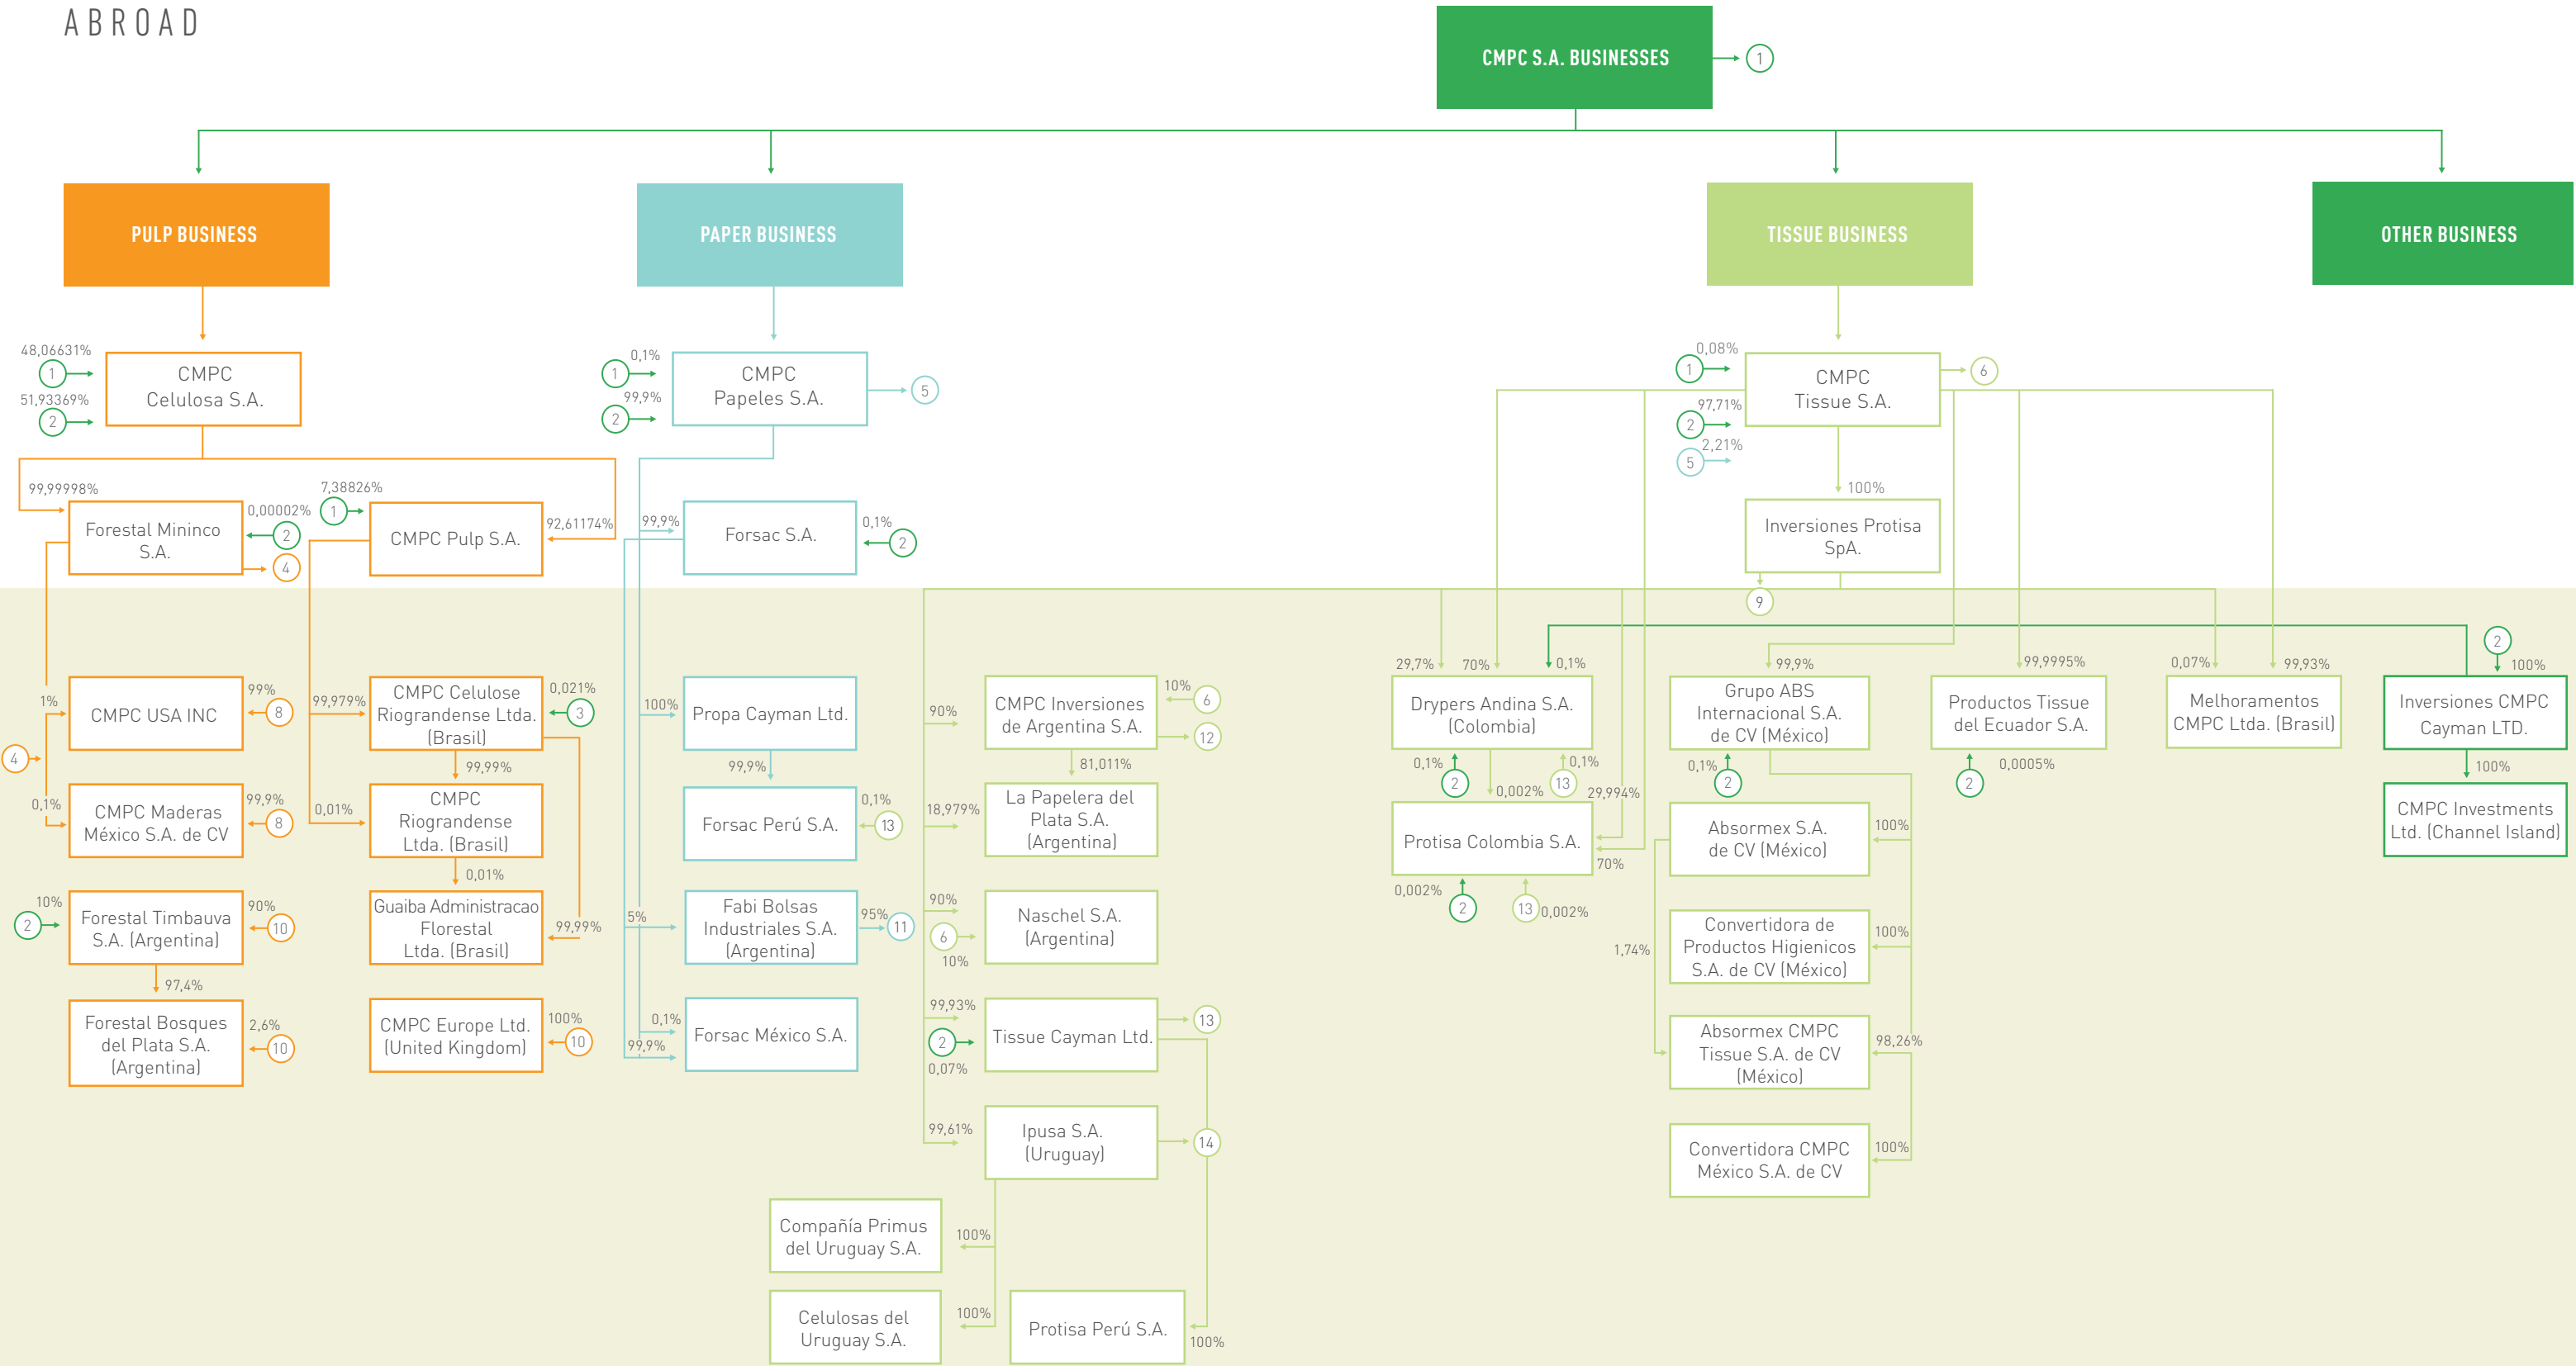 ABROAD
CMPC S.A. BUSINESSES
1
PULP BUSINESS
PAPER BUSINESS
TISSUE BUSINESS
OTHER BUSINESS
48,06631%
1
51,93369%
2
CMPC
Celulosa S.A.
0,1%
1
99,9%
2
CMPC
Papeles S.A.
5
0,08%
1
97,71%
2
2,21%
5
CMPC
Tissue S.A.
6
99,99998%
Forestal Mininco
S.A.
0,00002%
2
4
7,38826%
1
CMPC Pulp S.A.
92,61174%
99,9%
Forsac S.A.
0,1%
2
100%
Inversiones Protisa
SpA.
9
1%
CMPC USA INC
99%
8
4
0,1%
CMPC Maderas
México S.A. de CV
99,9%
8
10%
2
Forestal Timbauva
S.A. (Argentina)
90%
10
97,4%
Forestal Bosques
del Plata S.A.
(Argentina)
2,6%
10
99,979%
CMPC Celulose
Riograndense Ltda.
(Brasil)
0,021%
3
99,99%
0,01%
CMPC
Riograndense
Ltda. (Brasil)
0,01%
Guaiba Administracao
Florestal
Ltda. (Brasil)
99,99%
CMPC Europe Ltd.
(United Kingdom)
100%
10
100%
Propa Cayman Ltd.
99,9%
Forsac Perú S.A.
0,1%
13
5%
Fabi Bolsas
Industriales S.A.
(Argentina)
95%
11
0,1%
99,9%
Forsac México S.A.
90%
CMPC Inversiones
de Argentina S.A.
10%
6
12
81,011%
18,979%
La Papelera del
Plata S.A.
(Argentina)
90%
6
10%
Naschel S.A.
(Argentina)
99,93%
2
0,07%
Tissue Cayman Ltd.
13
99,61%
Ipusa S.A.
(Uruguay)
14
Compañía Primus
del Uruguay S.A.
100%
Celulosas del
Uruguay S.A.
100%
Protisa Perú S.A.
100%
29,7%
70%
0,1%
Drypers Andina S.A.
(Colombia)
0,1%
2
0,1%
13
0,002%
29,994%
Protisa Colombia S.A.
70%
0,002%
2
13
0,002%
99,9%
Grupo ABS
Internacional S.A.
de CV (México)
0,1%
2
Absormex S.A.
de CV (México)
100%
Convertidora de
Productos Higienicos
S.A. de CV (México)
100%
1,74%
Absormex CMPC
Tissue S.A. de CV
(México)
98,26%
Convertidora CMPC
México S.A. de CV
100%
99,9995%
Productos Tissue
del Ecuador S.A.
2
0,0005%
0,07%
99,93%
Melhoramentos
CMPC Ltda. (Brasil)
2
100%
Inversiones CMPC
Cayman LTD.
100%
CMPC Investments
Ltd. (Channel Island)